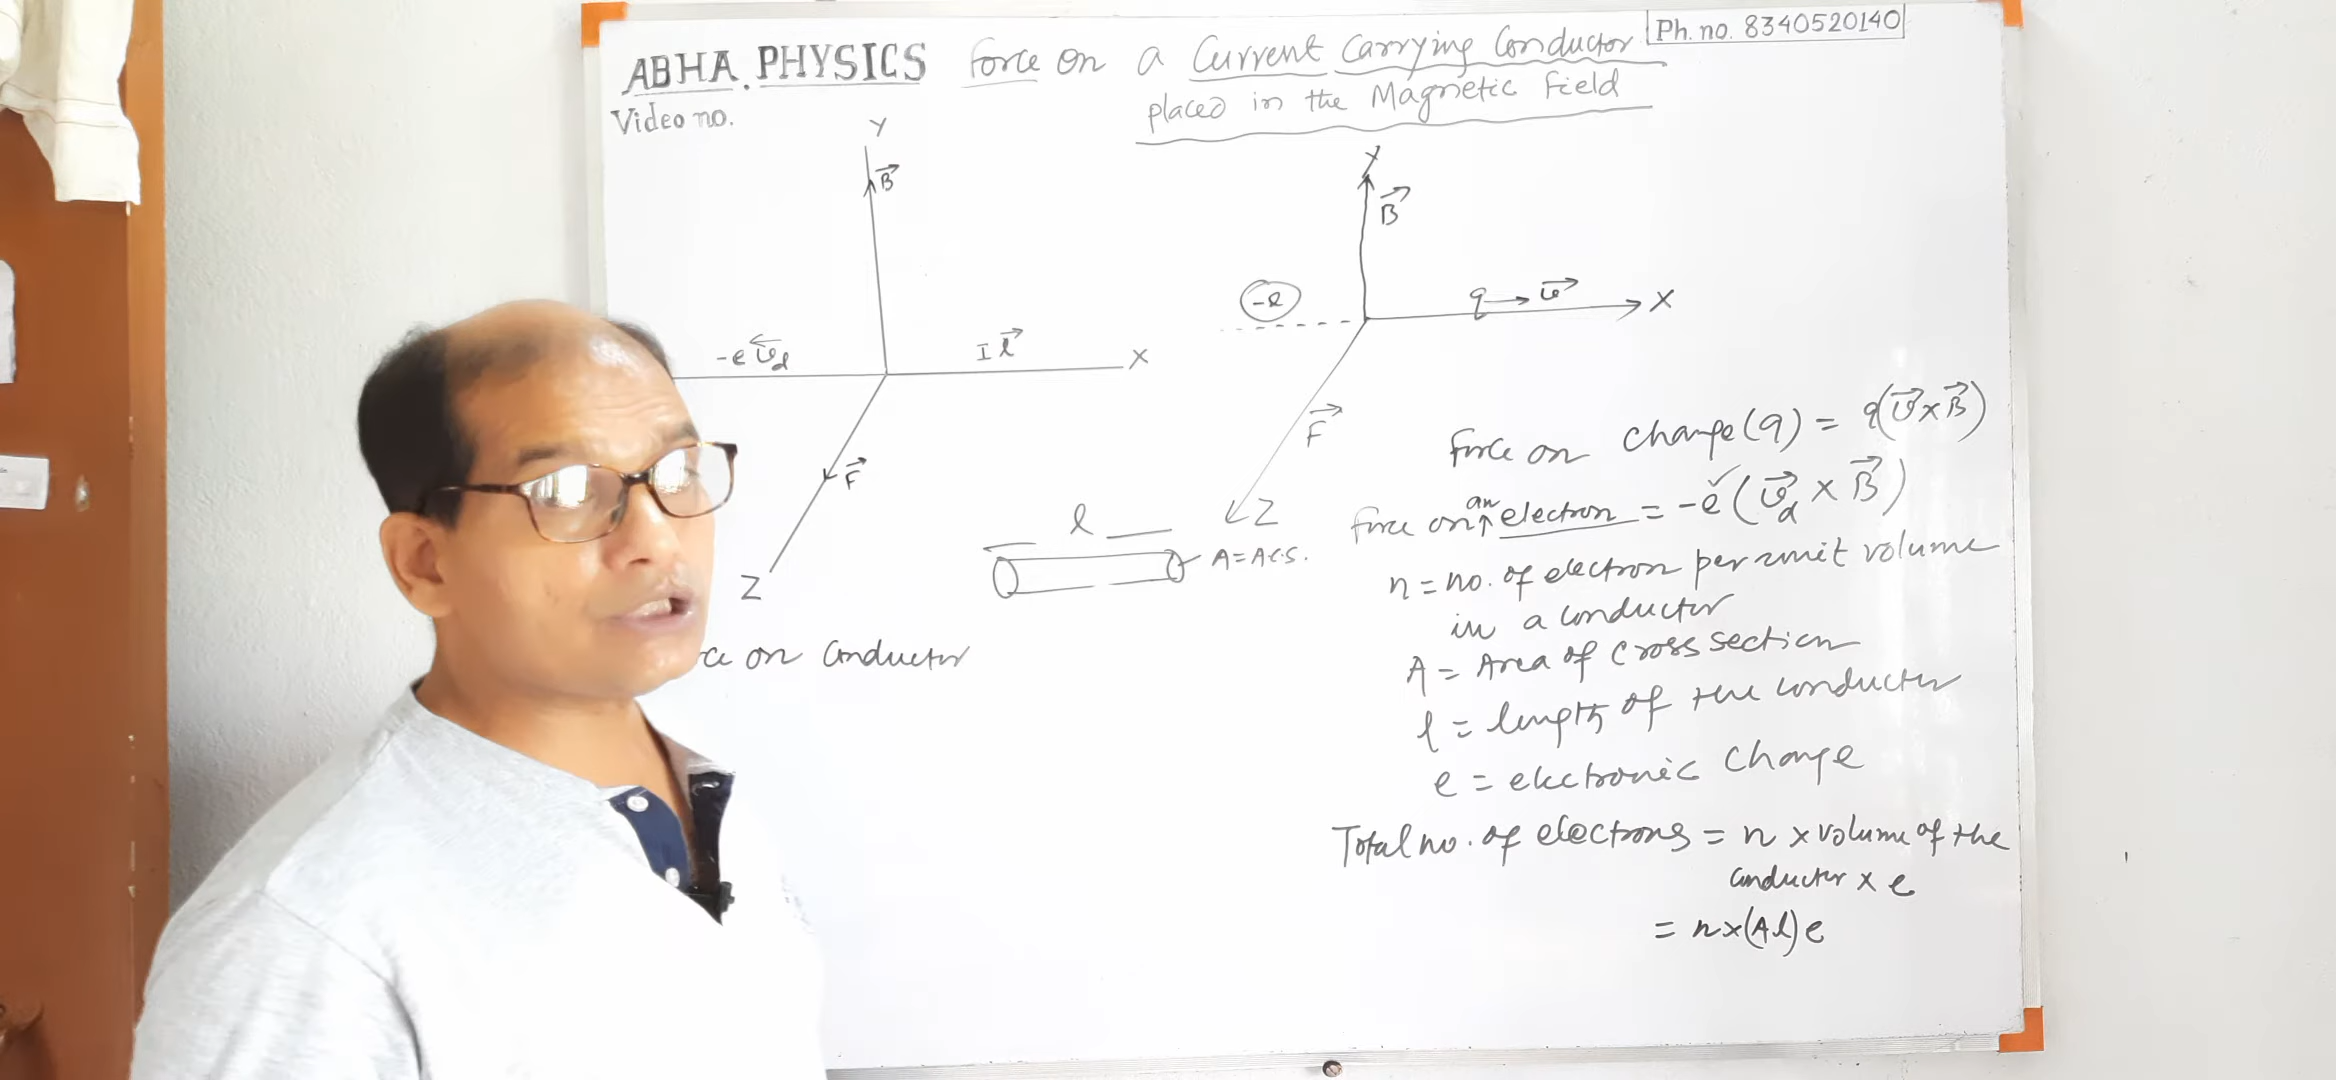 ABHA. PHYSICS Force on a Current Carrying Conductor
Ph. no. 8340520140
placed in the Magnetic Field
Video no.
Y
B
-e vd
I l
X
F
Z
on Conductor
Y
B
-e
q v
X
F
Z
l
A = A.C.S.
Force on charge (q) = q(v×B)
Force on an electron = -e (vd × B)
n = no. of electron per unit volume
in a conductor
A = Area of Cross section
l = length of the conductor
e = electronic charge
Total no. of electrons = n × volume of the
conductor × e
= n×(Al)e